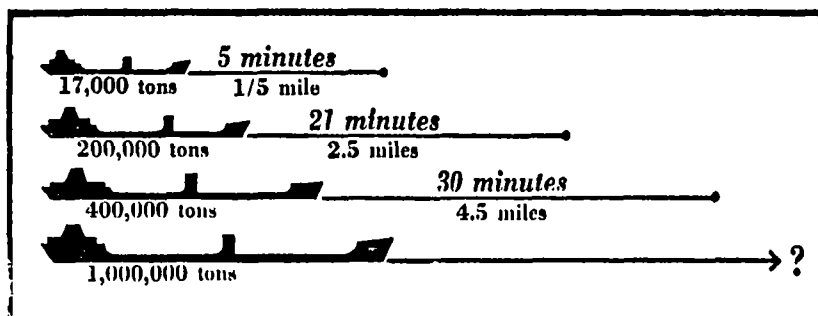 5 minutes
17,000 tons 1/5 mile
21 minutes
200,000 tons 2.5 miles
30 minutes
400,000 tons 4.5 miles
?
1,000,000 tons